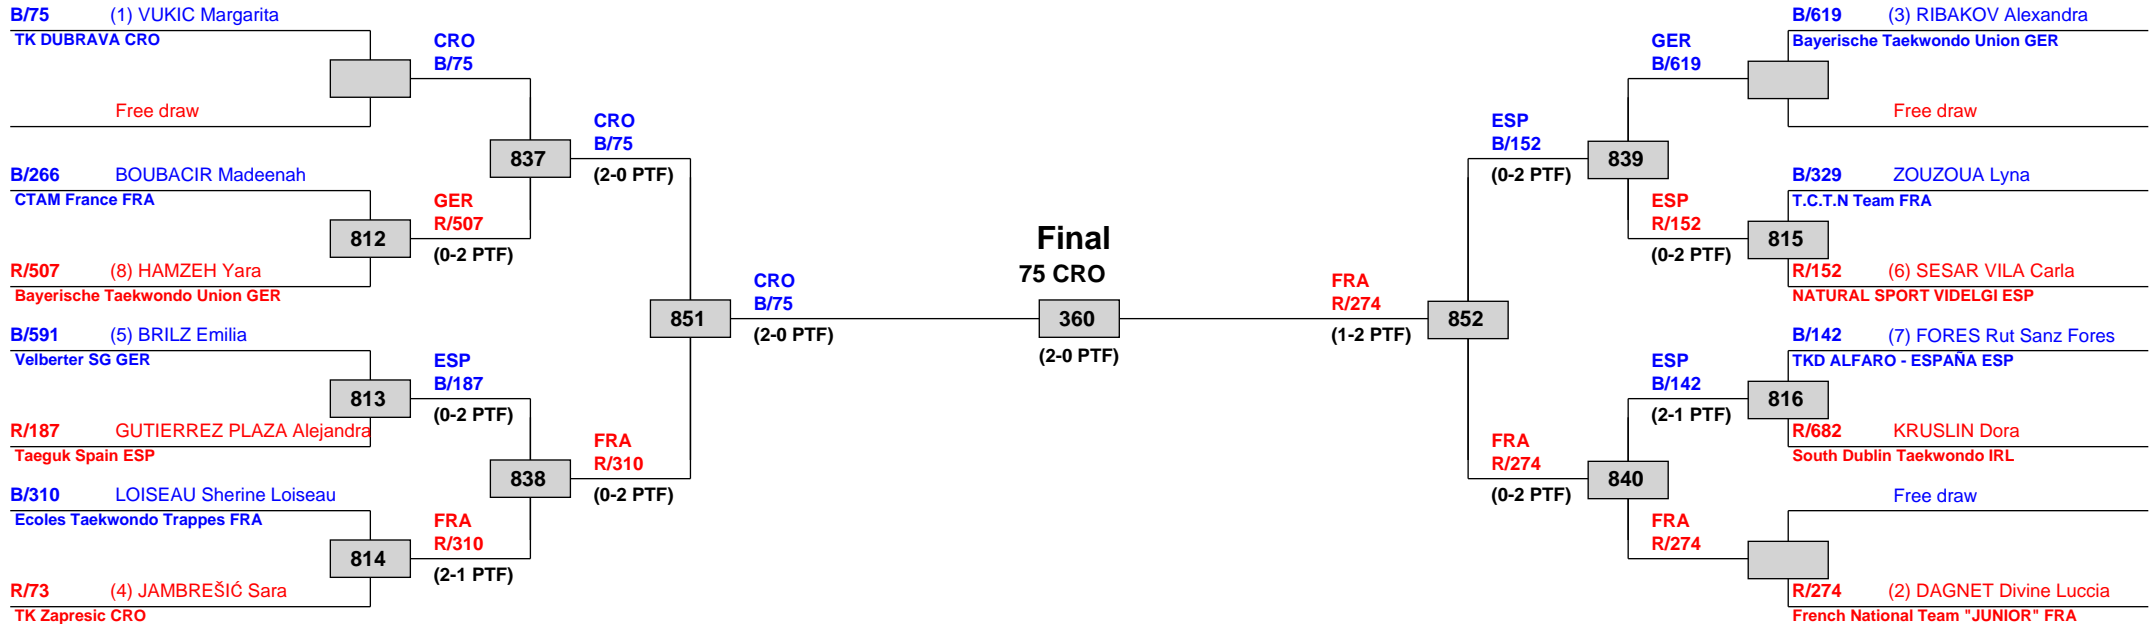 B/75 (1) VUKIC Margarita
TK DUBRAVA CRO
Free draw
B/266 BOUBACIR Madeenah
CTAM France FRA
812
R/507 (8) HAMZEH Yara
Bayerische Taekwondo Union GER
B/591 (5) BRILZ Emilia
Velberter SG GER
813
R/187 GUTIERREZ PLAZA Alejandra
Taeguk Spain ESP
B/310 LOISEAU Sherine Loiseau
Ecoles Taekwondo Trappes FRA
814
R/73 (4) JAMBREŠIĆ Sara
TK Zapresic CRO
CRO
B/75
837
GER
R/507
(0-2 PTF)
ESP
B/187
(0-2 PTF)
838
FRA
R/310
(2-1 PTF)
CRO
B/75
(2-0 PTF)
851
FRA
R/310
(0-2 PTF)
CRO
B/75
(2-0 PTF)
Final
75 CRO
360
(2-0 PTF)
FRA
R/274
(1-2 PTF)
852
ESP
B/152
(0-2 PTF)
FRA
R/274
(0-2 PTF)
GER
B/619
839
ESP
R/152
(0-2 PTF)
ESP
B/142
(2-1 PTF)
840
FRA
R/274
B/619 (3) RIBAKOV Alexandra
Bayerische Taekwondo Union GER
Free draw
B/329 ZOUZOUA Lyna
T.C.T.N Team FRA
815
R/152 (6) SESAR VILA Carla
NATURAL SPORT VIDELGI ESP
B/142 (7) FORES Rut Sanz Fores
TKD ALFARO - ESPAÑA ESP
816
R/682 KRUSLIN Dora
South Dublin Taekwondo IRL
Free draw
R/274 (2) DAGNET Divine Luccia
French National Team "JUNIOR" FRA